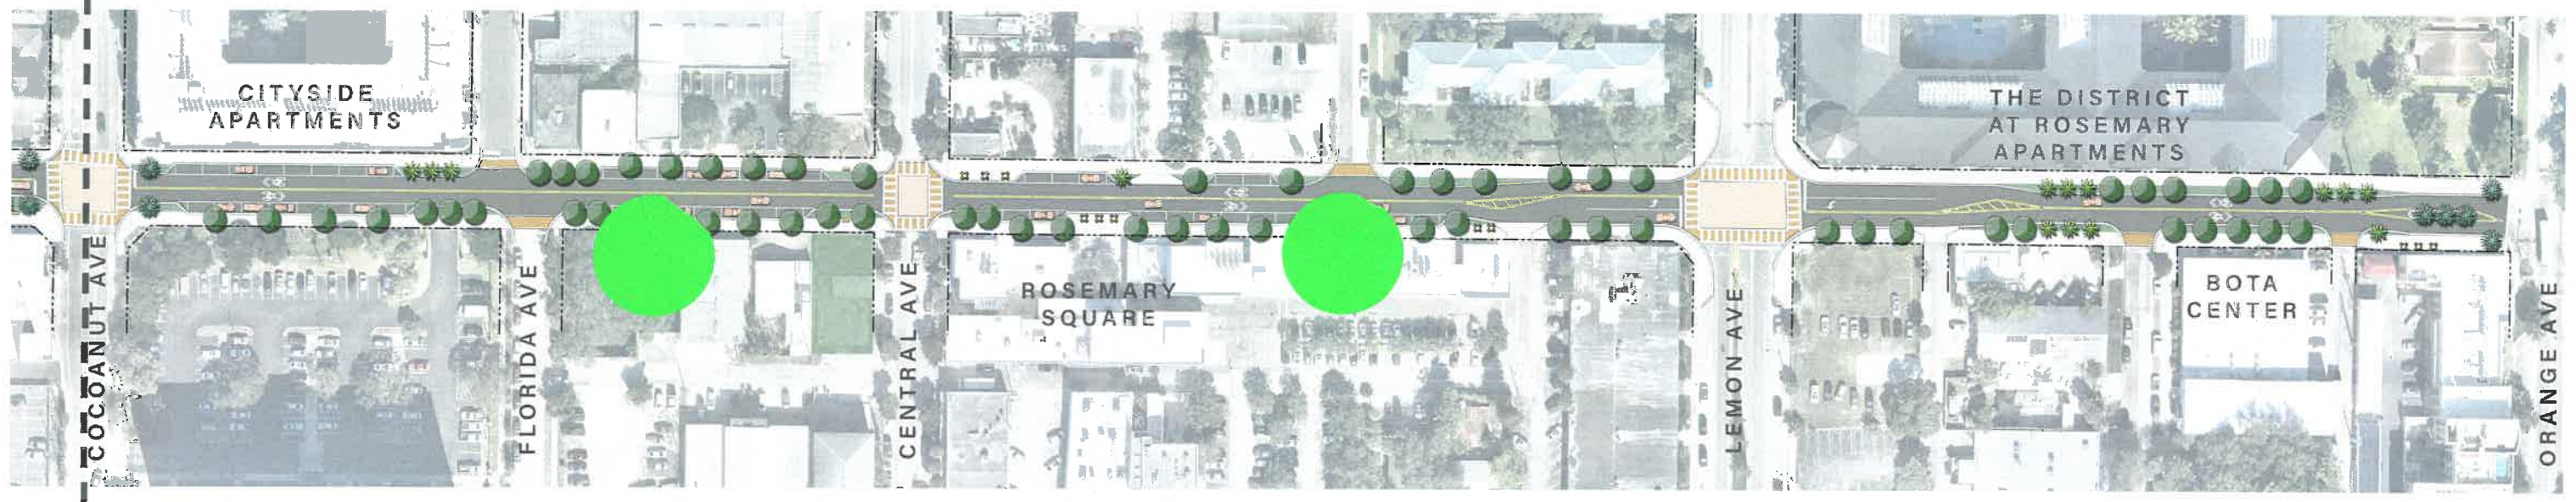 CITYSIDE
APARTMENTS
THE DISTRICT
AT ROSEMARY
APARTMENTS
COCOANUT AVE
FLORIDA AVE
CENTRAL AVE
ROSEMARY
SQUARE
LEMON AVE
BOTA
CENTER
ORANGE AVE